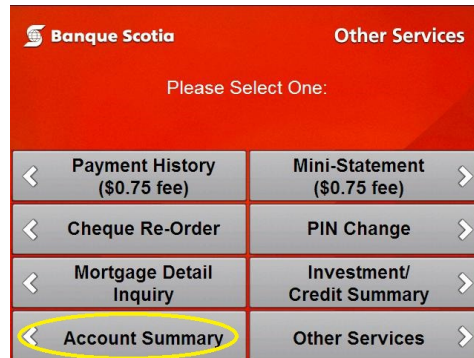 Banque Scotia
Other Services
Please Select One:
Payment History
($0.75 fee)
Mini-Statement
($0.75 fee)
Cheque Re-Order
PIN Change
Mortgage Detail
Inquiry
Investment/
Credit Summary
Account Summary
Other Services